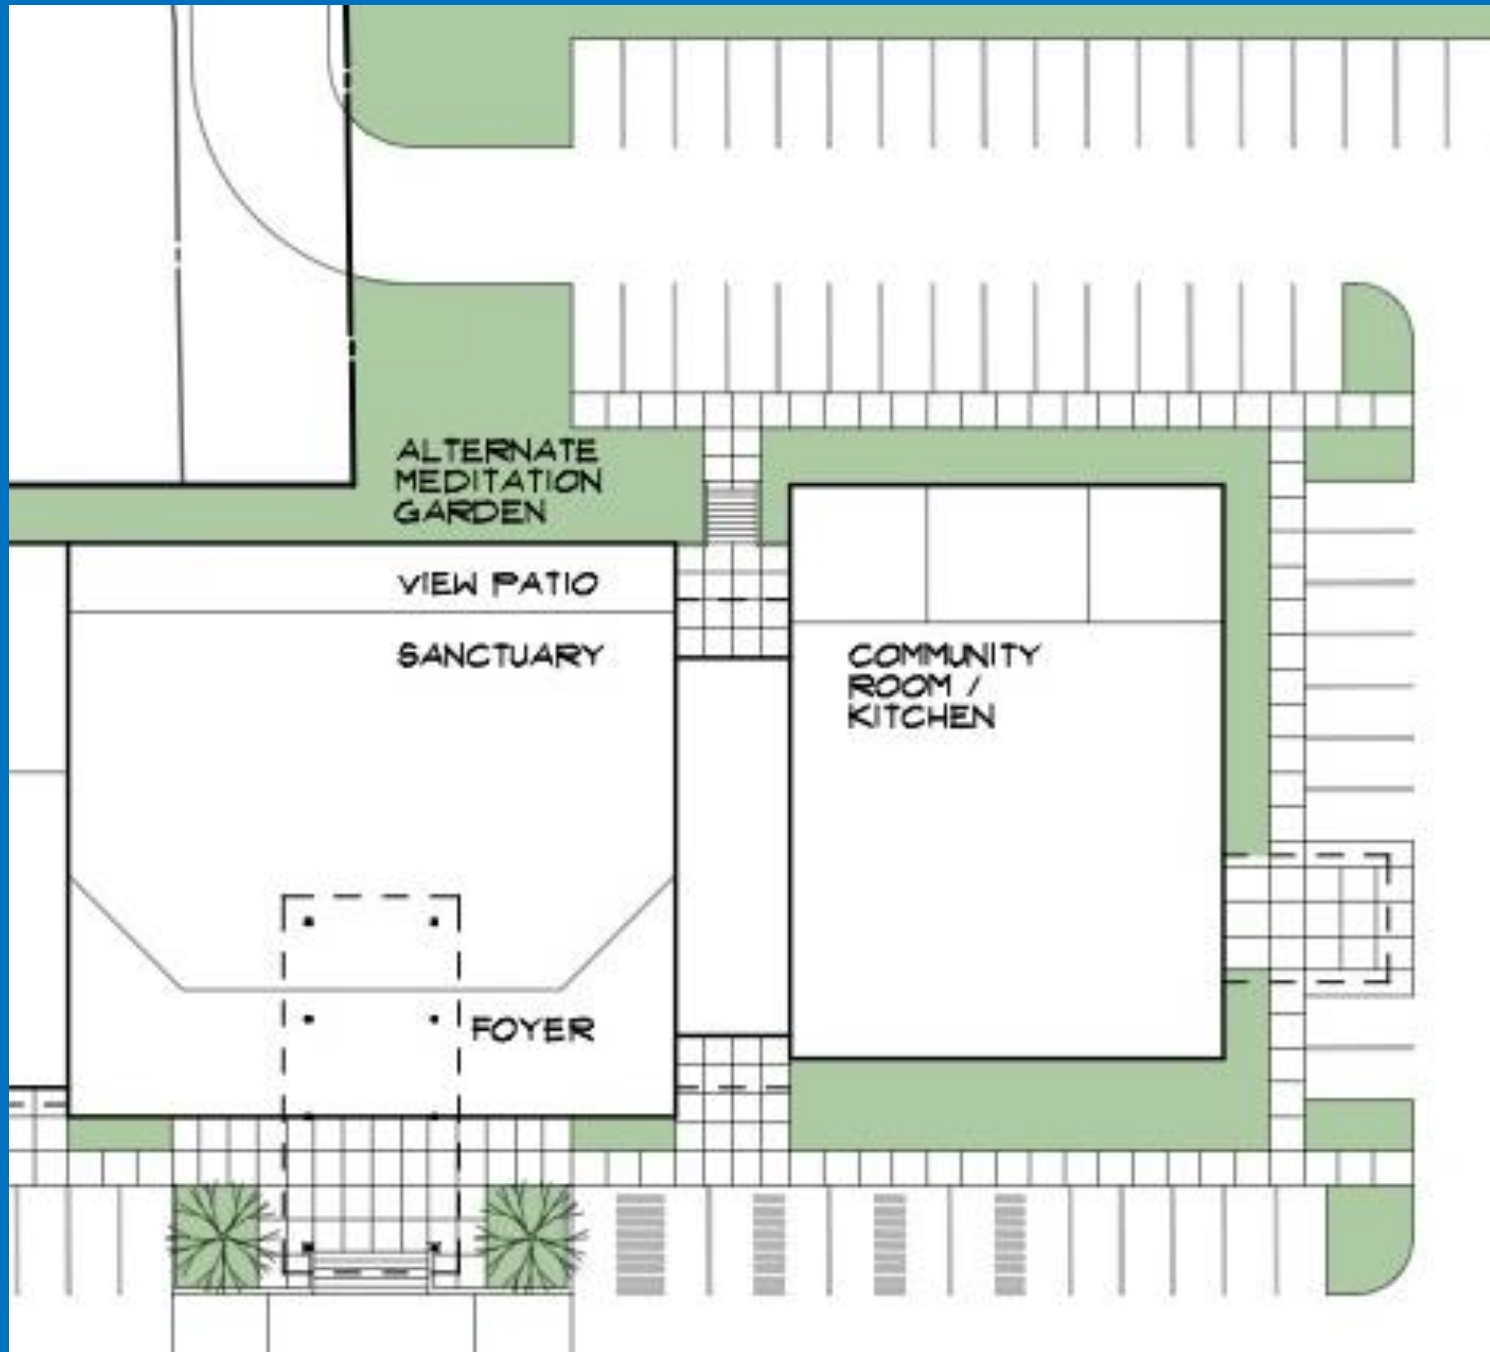 ALTERNATE
MEDITATION
GARDEN
VIEW PATIO
SANCTUARY
COMMUNITY
ROOM /
KITCHEN
FOYER